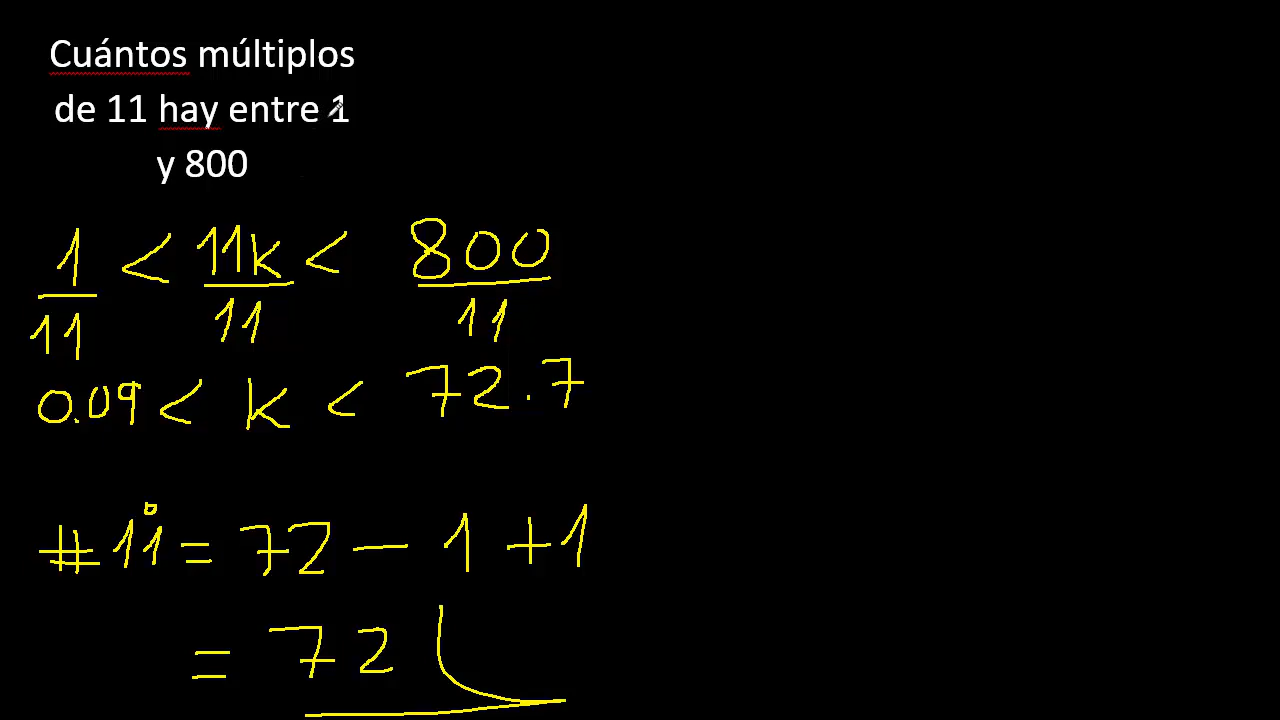 Cuántos múltiplos
de 11 hay entre 1
y 800
1/11 < 11k/11 < 800/11
0.09 < k < 72.7
#11° = 72 - 1 + 1
= 72